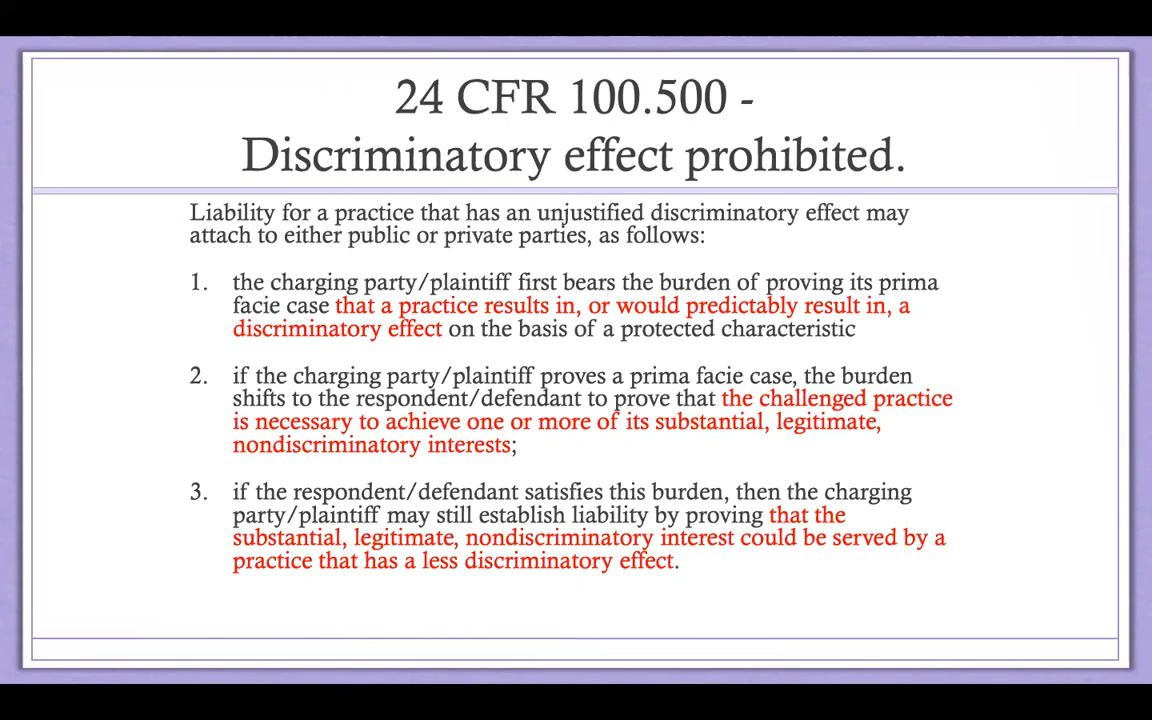 24 CFR 100.500 -
Discriminatory effect prohibited.
Liability for a practice that has an unjustified discriminatory effect may
attach to either public or private parties, as follows:
1. the charging party/plaintiff first bears the burden of proving its prima
facie case that a practice results in, or would predictably result in, a
discriminatory effect on the basis of a protected characteristic
2. if the charging party/plaintiff proves a prima facie case, the burden
shifts to the respondent/defendant to prove that the challenged practice
is necessary to achieve one or more of its substantial, legitimate,
nondiscriminatory interests;
3. if the respondent/defendant satisfies this burden, then the charging
party/plaintiff may still establish liability by proving that the
substantial, legitimate, nondiscriminatory interest could be served by a
practice that has a less discriminatory effect.